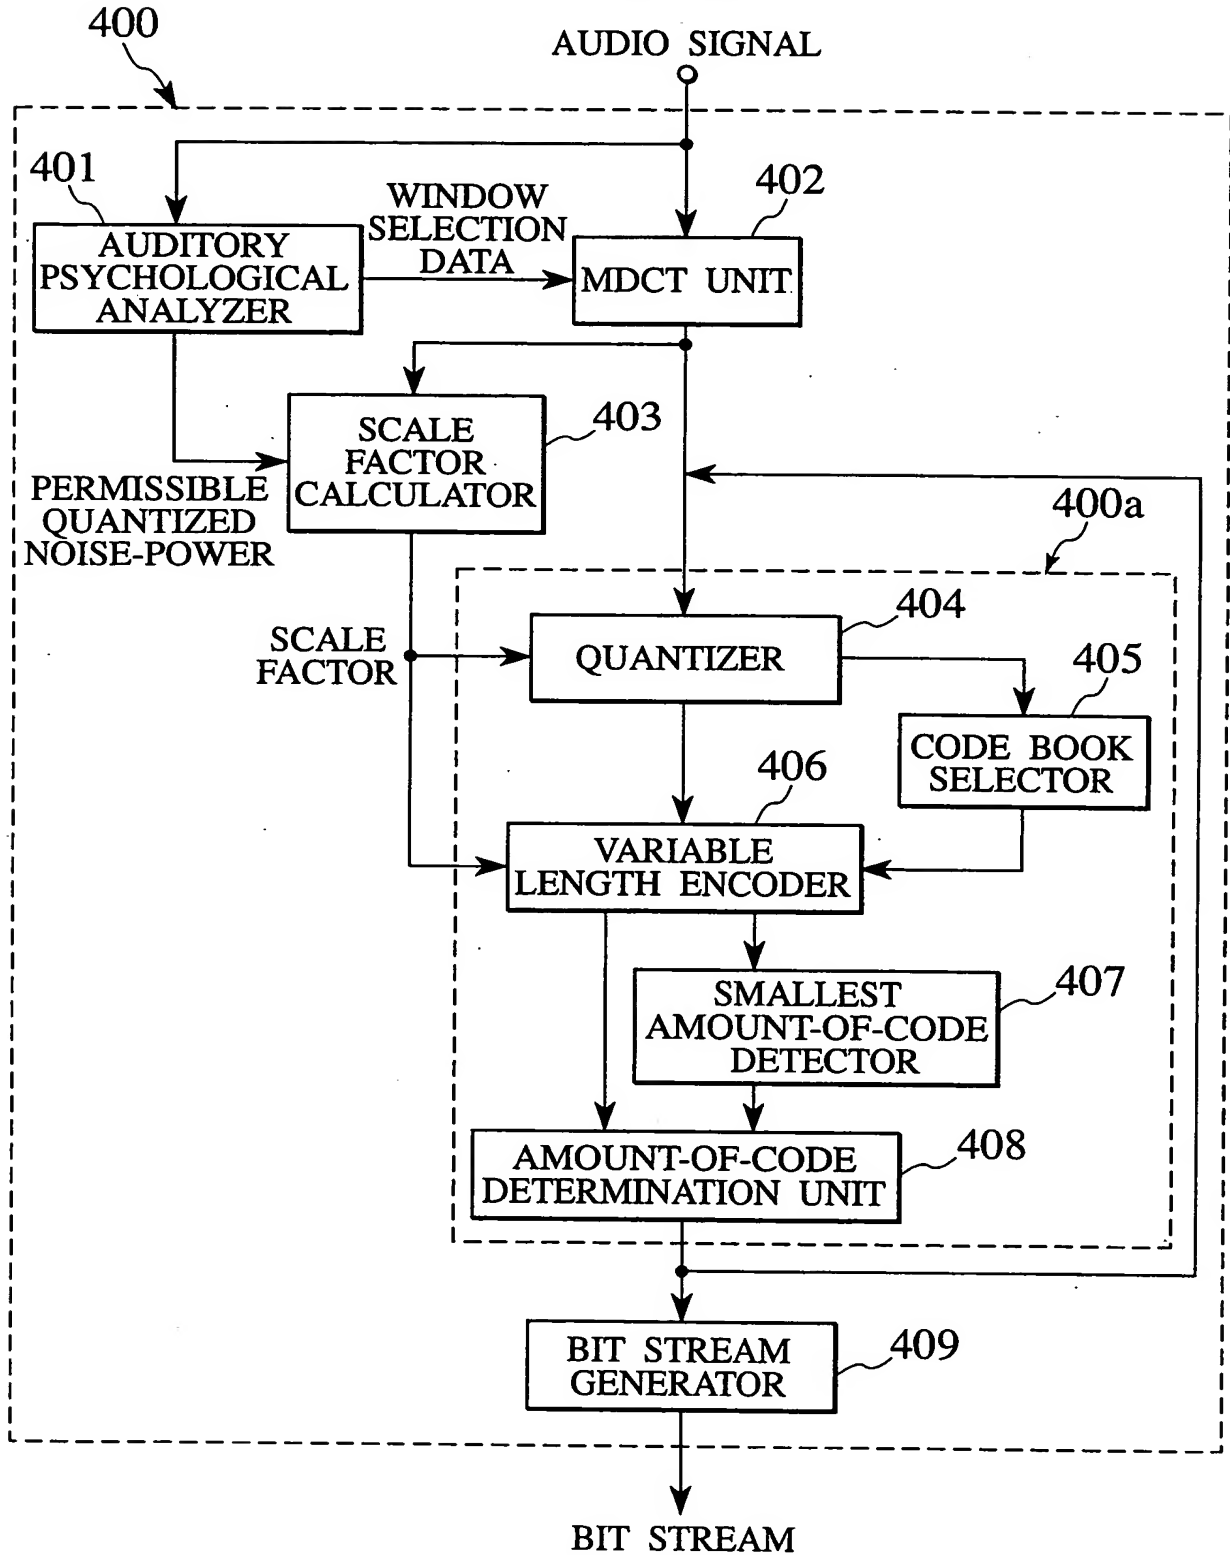 400
AUDIO SIGNAL
401
WINDOW
SELECTION
DATA
402
AUDITORY
PSYCHOLOGICAL
ANALYZER
MDCT UNIT
403
SCALE
FACTOR
CALCULATOR
PERMISSIBLE
QUANTIZED
NOISE-POWER
400a
404
SCALE
FACTOR
QUANTIZER
405
CODE BOOK
SELECTOR
406
VARIABLE
LENGTH ENCODER
407
SMALLEST
AMOUNT-OF-CODE
DETECTOR
408
AMOUNT-OF-CODE
DETERMINATION UNIT
409
BIT STREAM
GENERATOR
BIT STREAM